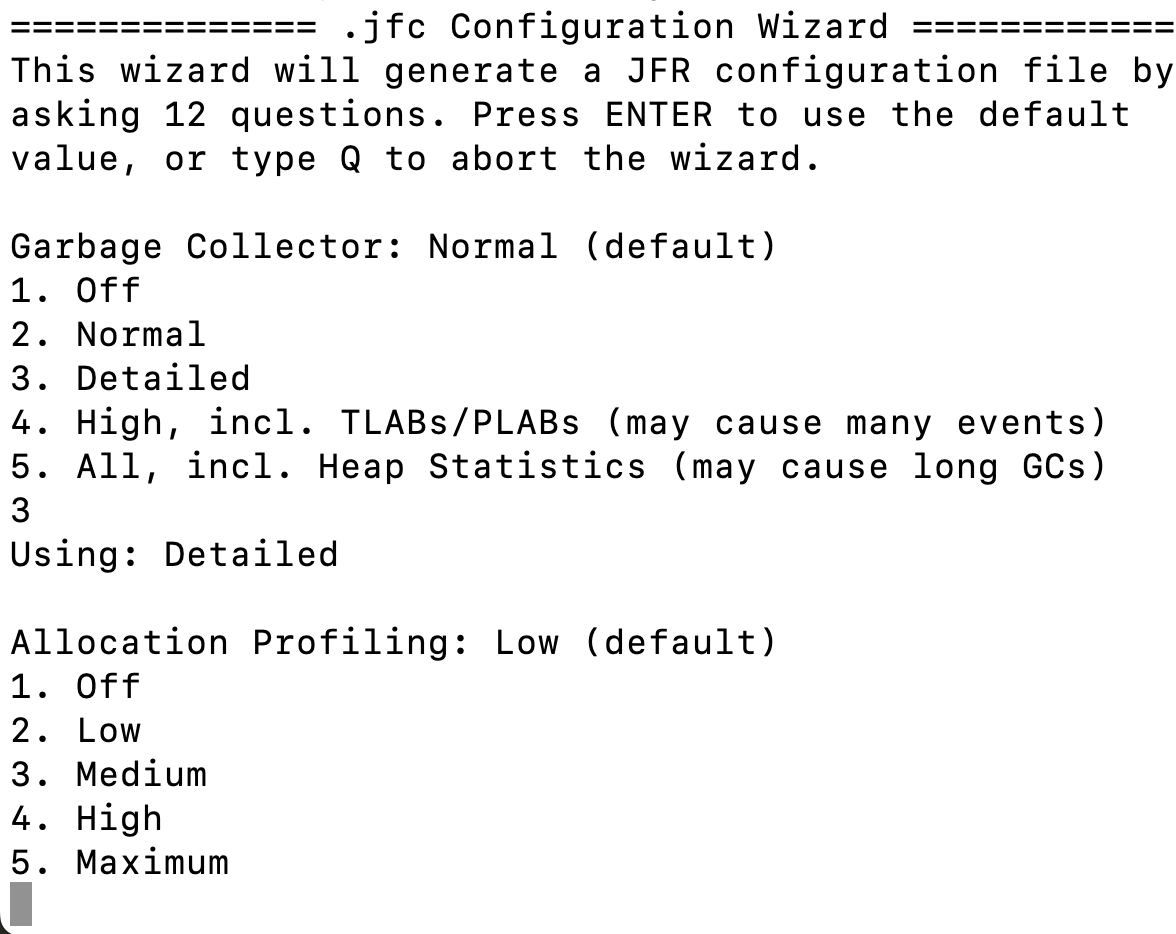 ============== .jfc Configuration Wizard ============
This wizard will generate a JFR configuration file by
asking 12 questions. Press ENTER to use the default
value, or type Q to abort the wizard.
Garbage Collector: Normal (default)
1. Off
2. Normal
3. Detailed
4. High, incl. TLABs/PLABs (may cause many events)
5. All, incl. Heap Statistics (may cause long GCs)
3
Using: Detailed
Allocation Profiling: Low (default)
1. Off
2. Low
3. Medium
4. High
5. Maximum